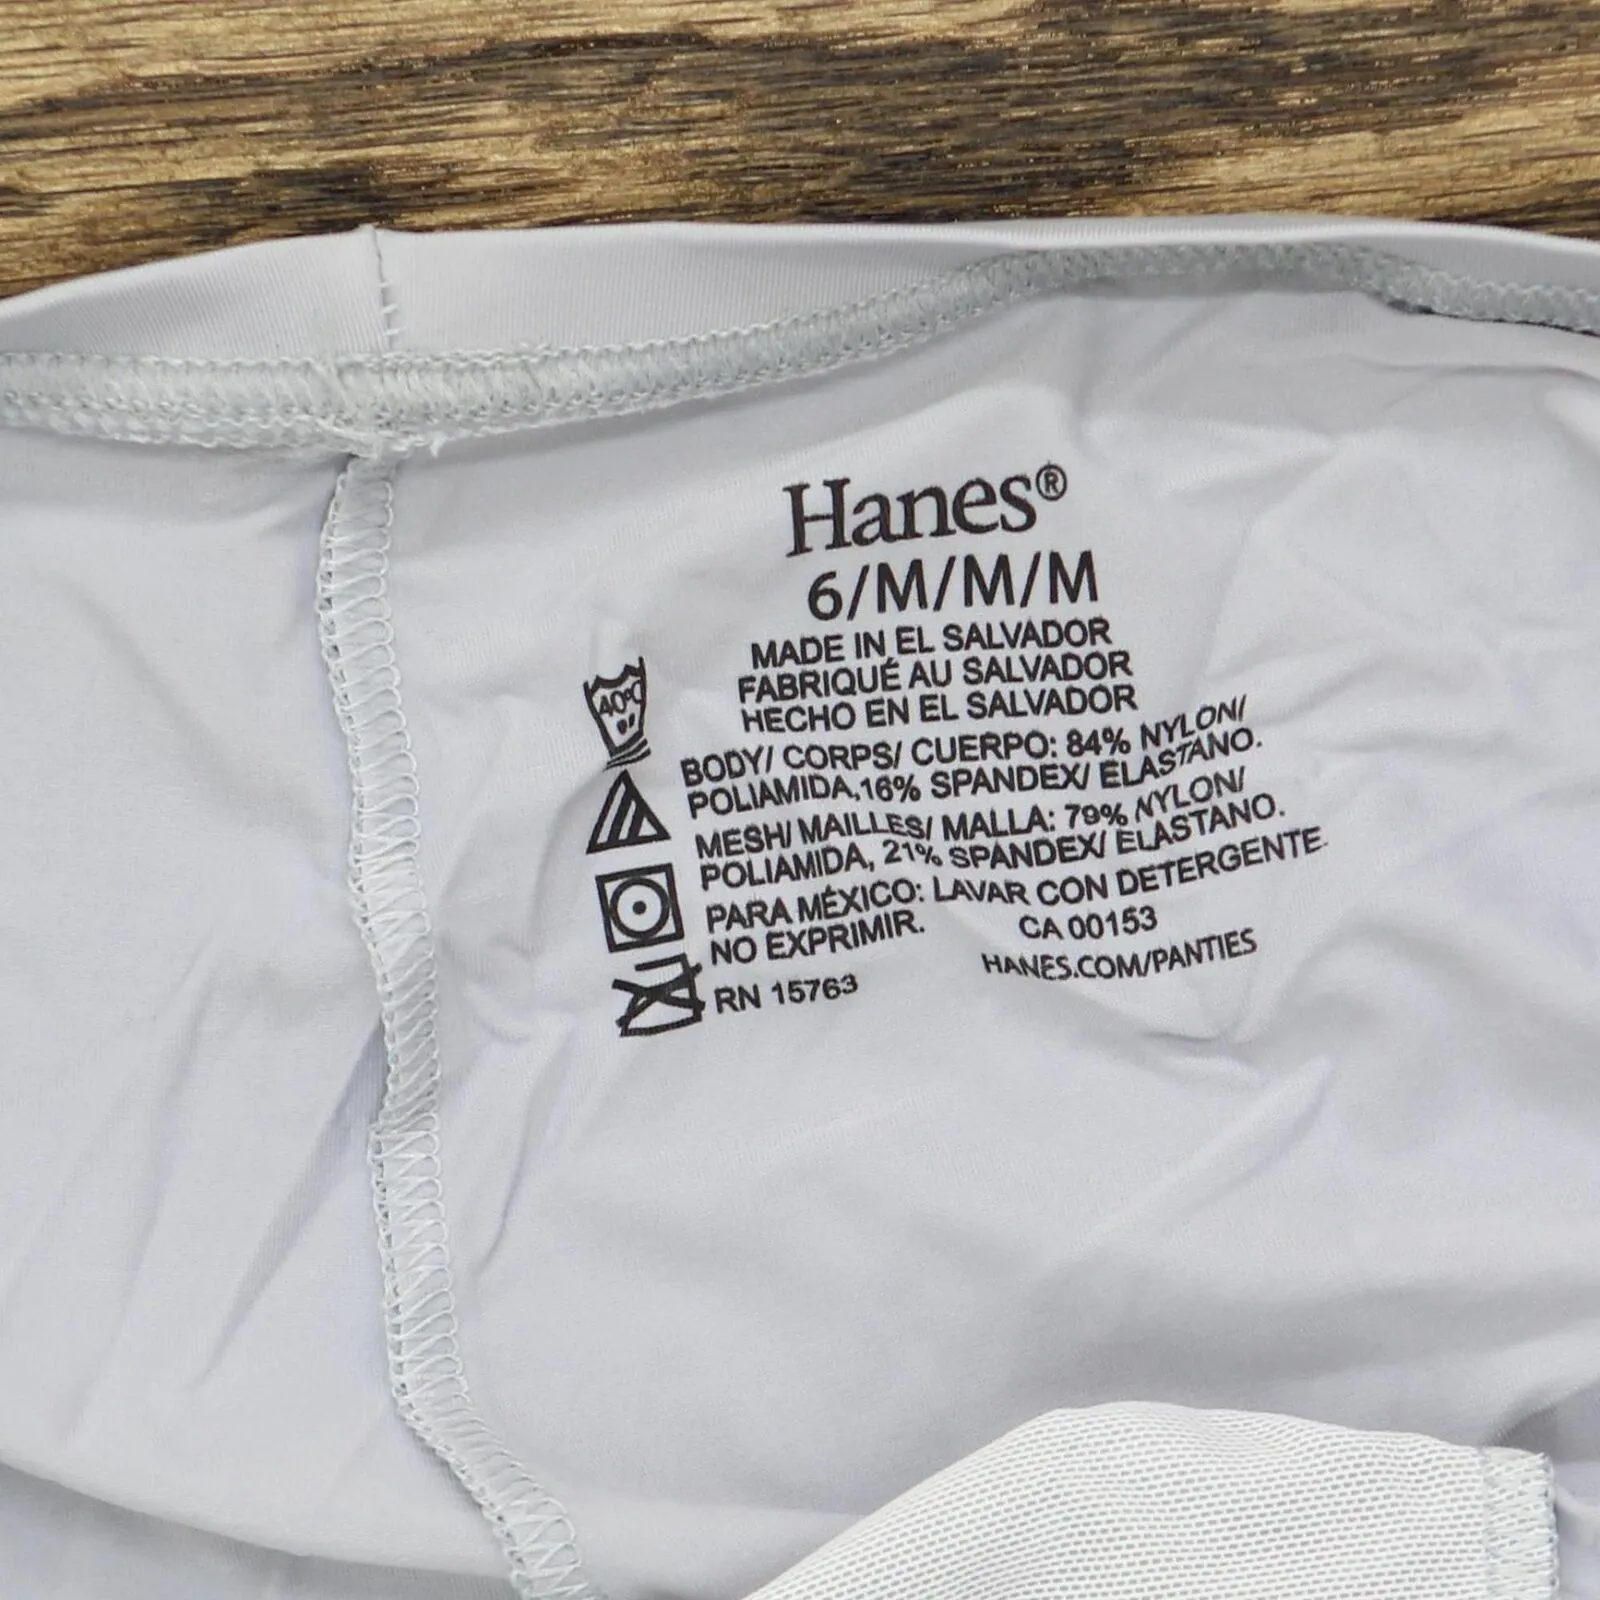 Hanes®
6/M/M/M
MADE IN EL SALVADOR
FABRIQUÉ AU SALVADOR
HECHO EN EL SALVADOR
40°C
BODY/ CORPS/ CUERPO: 84% NYLON/
POLIAMIDA,16% SPANDEX/ ELASTANO.
MESH/ MAILLES/ MALLA: 79% NYLON/
POLIAMIDA, 21% SPANDEX/ ELASTANO.
PARA MÉXICO: LAVAR CON DETERGENTE.
NO EXPRIMIR.
CA 00153
RN 15763
HANES.COM/PANTIES